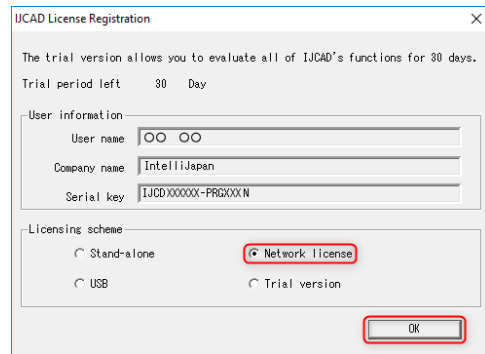 IJCAD License Registration
The trial version allows you to evaluate all of IJCAD's functions for 30 days.
Trial period left 30 Day
User information
User name ○○ ○○
Company name IntelliJapan
Serial key IJCDXXXXXX-PRGXXXN
Licensing scheme
Stand-alone Network license
USB Trial version
OK